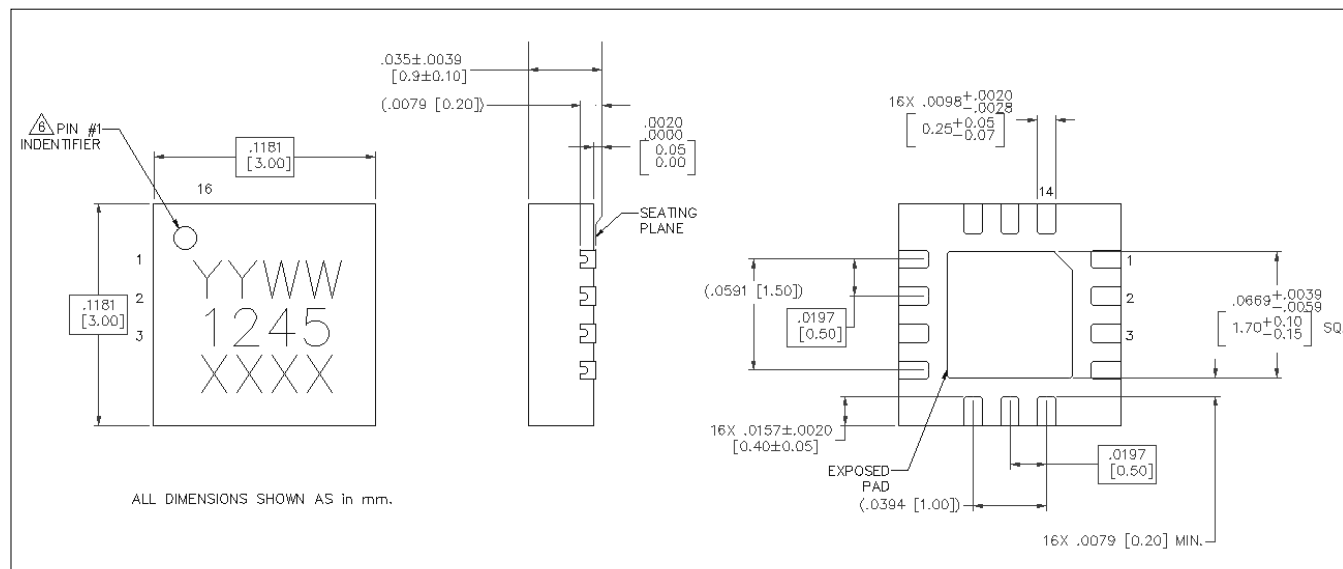 .035±.0039
[0.9±0.10]
(.0079 [0.20])
.0020
.0000
[0.05
0.00]
16X .0098+.0020
-.0028
[0.25+0.05
-0.07]
6 PIN #1
INDENTIFIER
.1181
[3.00]
16
14
SEATING
PLANE
1
2
3
.1181
[3.00]
YYWW
1245
XXXX
(.0591 [1.50])
.0197
[0.50]
1
2
3
.0669+.0039
-.0059
[1.70+0.10
-0.15] SQ
16X .0157±.0020
[0.40±0.05]
EXPOSED
PAD
.0197
[0.50]
(.0394 [1.00])
16X .0079 [0.20] MIN.
ALL DIMENSIONS SHOWN AS in mm.